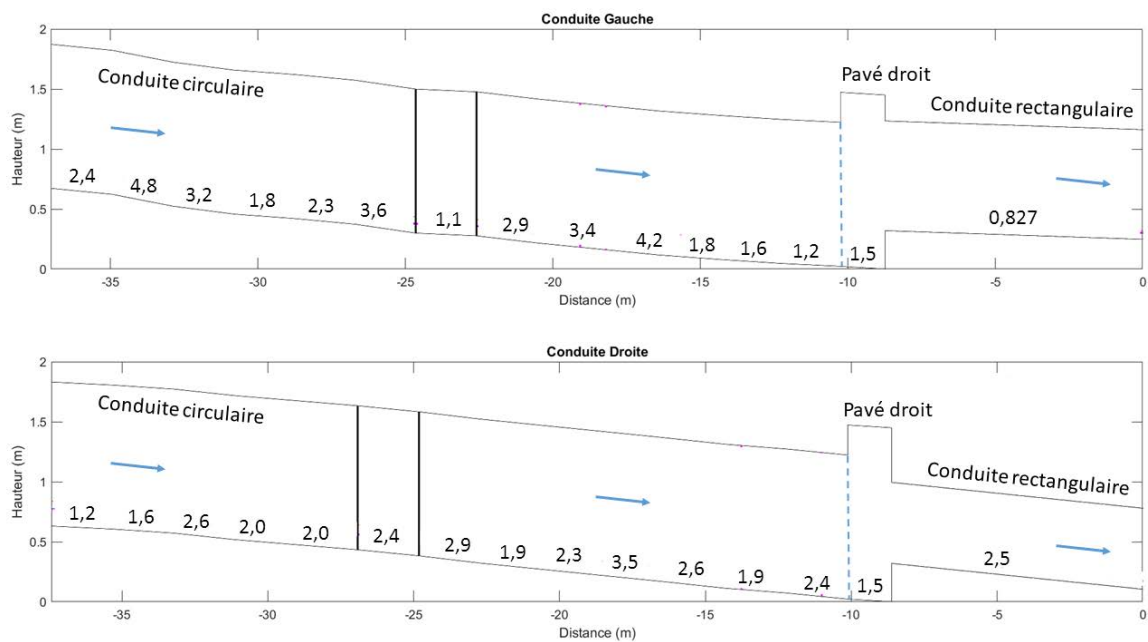 Conduite Gauche
2
1.5
1
0.5
0
Hauteur (m)
Conduite circulaire
Pavé droit
Conduite rectangulaire
2,4 4,8 3,2 1,8 2,3 3,6 1,1 2,9 3,4 4,2 1,8 1,6 1,2 1,5 0,827
-35 -30 -25 -20 -15 -10 -5 0
Distance (m)
Conduite Droite
2
1.5
1
0.5
0
Hauteur (m)
Conduite circulaire
Pavé droit
Conduite rectangulaire
1,2 1,6 2,6 2,0 2,0 2,4 2,9 1,9 2,3 3,5 2,6 1,9 2,4 1,5 2,5
-35 -30 -25 -20 -15 -10 -5 0
Distance (m)